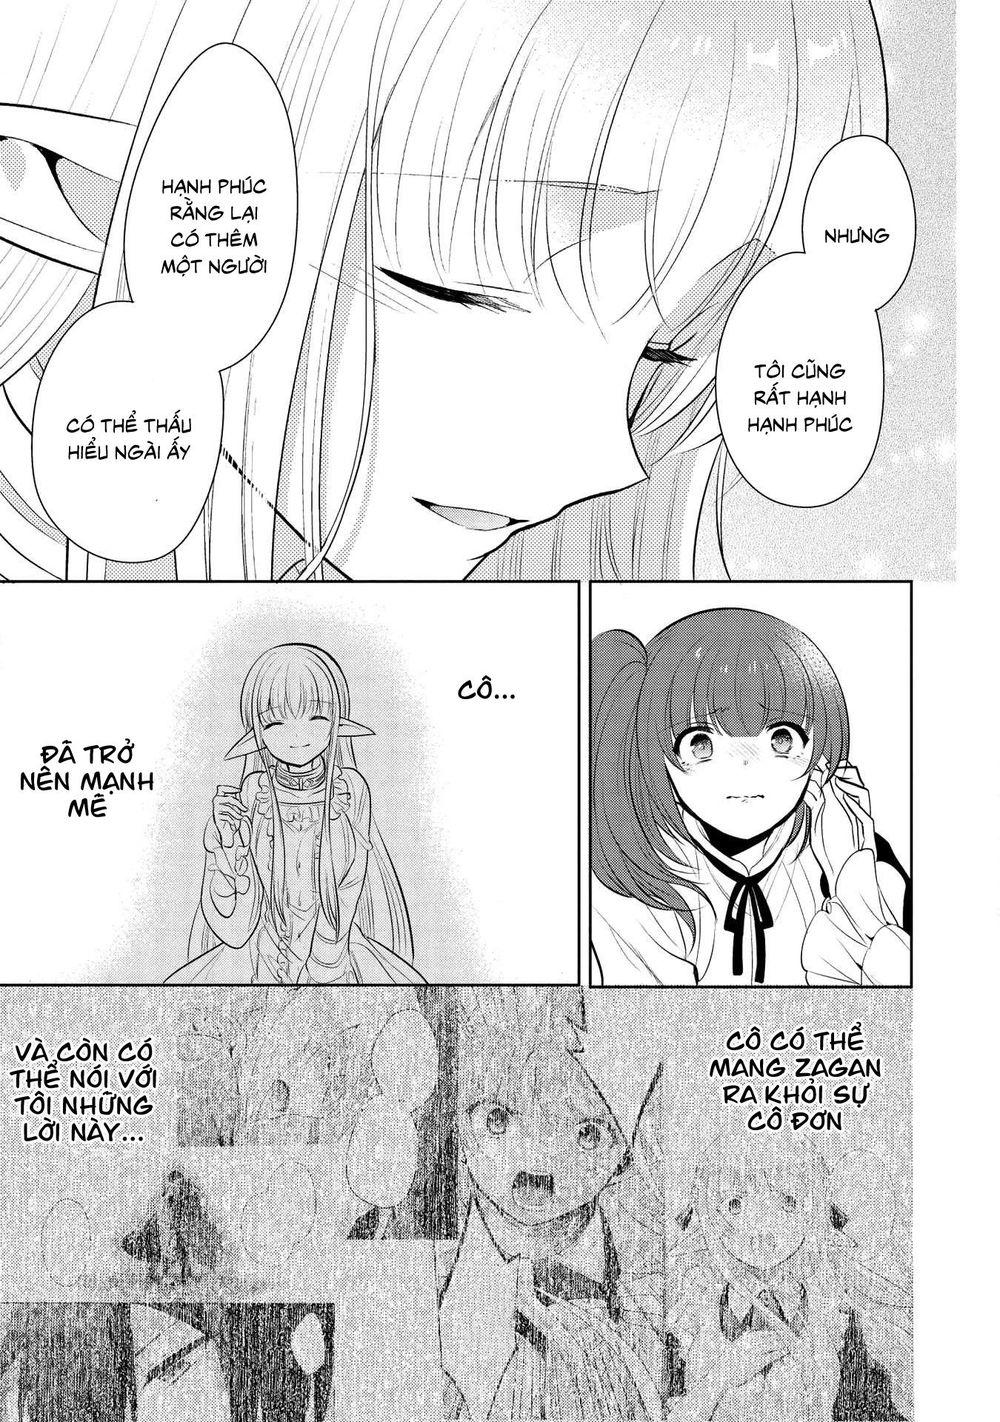 NHƯNG
TÔI CŨNG
RẤT HẠNH
HẠNH PHÚC
HẠNH PHÚC
RẰNG LẠI
CÓ THÊM
MỘT NGƯỜI
CÓ THỂ THẤU
HIỂU NGÀI ẤY
CÔ...
ĐÃ TRỞ
NÊN MẠNH
MẼ
CÔ CÓ THỂ
MANG ZAGAN
RA KHỎI SỰ
CÔ ĐƠN
VÀ CÒN CÓ
THỂ NÓI VỚI
TÔI NHỮNG
LỜI NÀY...